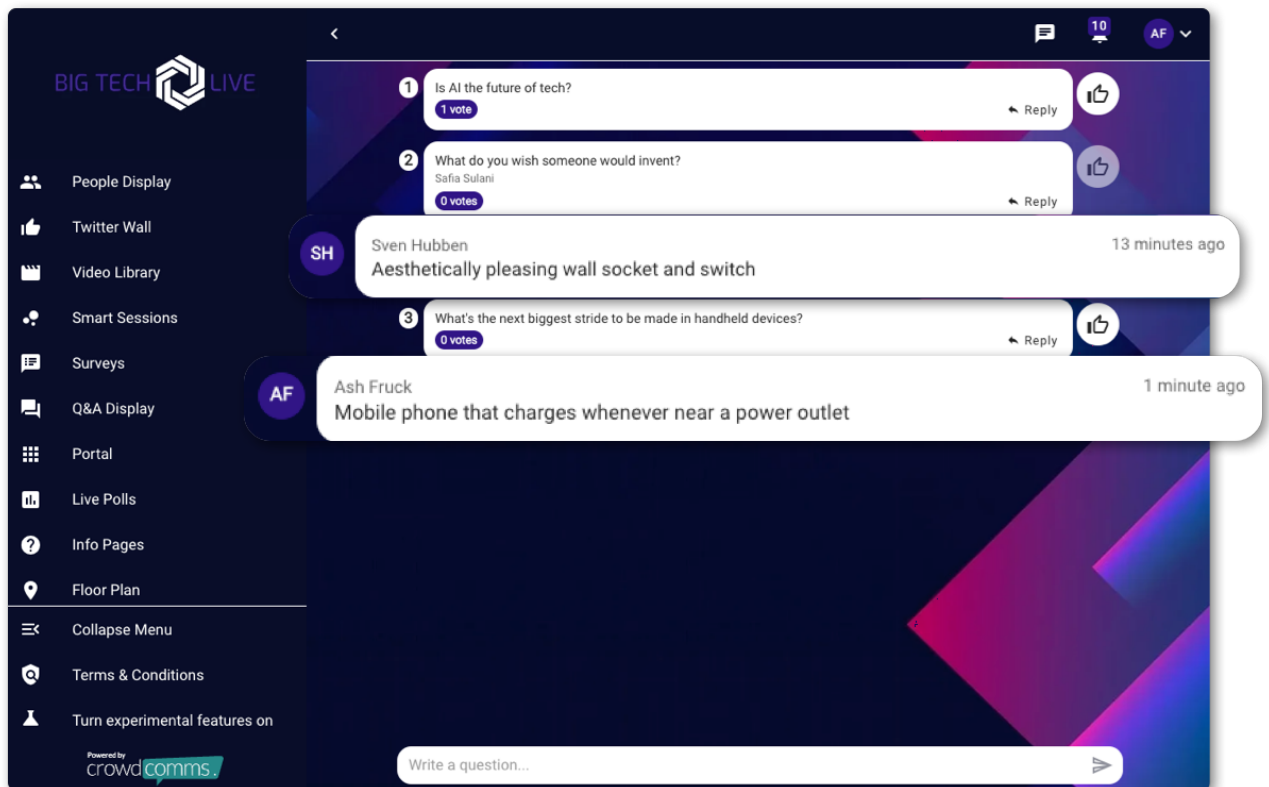 BIG TECH LIVE
People Display
Twitter Wall
Video Library
Smart Sessions
Surveys
Q&A Display
Portal
Live Polls
Info Pages
Floor Plan
Collapse Menu
Terms & Conditions
Turn experimental features on
Powered by
crowdcomms.
10
AF
1
Is AI the future of tech?
1 vote
Reply
2
What do you wish someone would invent?
Safia Sulani
0 votes
Reply
SH
Sven Hubben
13 minutes ago
Aesthetically pleasing wall socket and switch
3
What's the next biggest stride to be made in handheld devices?
0 votes
Reply
AF
Ash Fruck
1 minute ago
Mobile phone that charges whenever near a power outlet
Write a question...